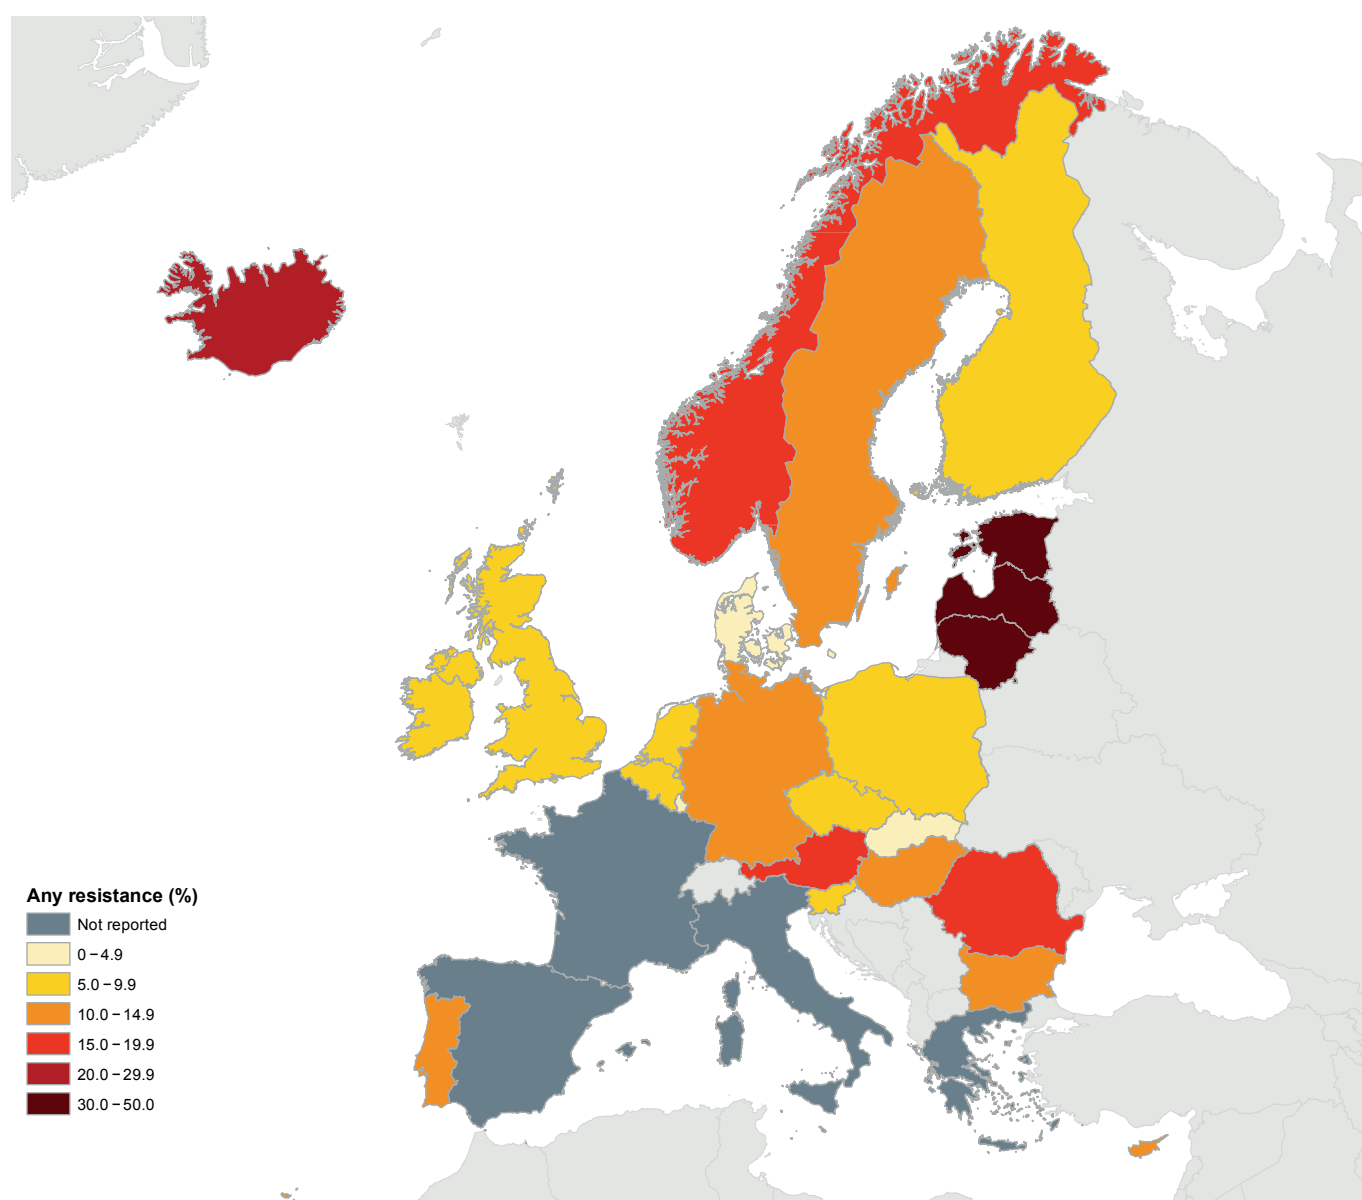 Any resistance (%)
Not reported
0 – 4.9
5.0 – 9.9
10.0 – 14.9
15.0 – 19.9
20.0 – 29.9
30.0 – 50.0